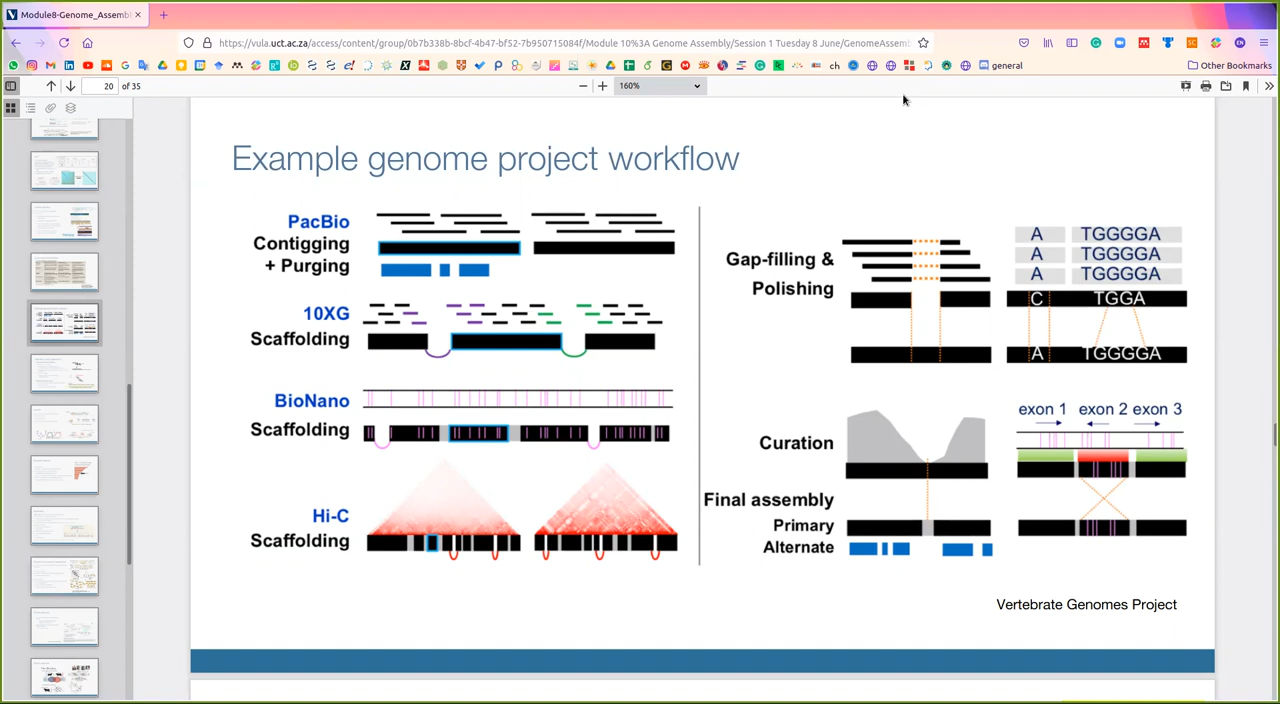 Module8-Genome_Assembl
https://vula.uct.ac.za/access/content/group/0b7b338b-8bcf-4b47-bf52-7b950715084f/Module 10%3A Genome Assembly/Session 1 Tuesday 8 June/GenomeAssemb
ch
general
Other Bookmarks
20 of 35
160%
Example genome project workflow
PacBio
Contigging
+ Purging
10XG
Scaffolding
BioNano
Scaffolding
Hi-C
Scaffolding
Gap-filling &
Polishing
A TGGGGA
A TGGGGA
A TGGGGA
C TGGA
A TGGGGA
Curation
exon 1 exon 2 exon 3
Final assembly
Primary
Alternate
Vertebrate Genomes Project